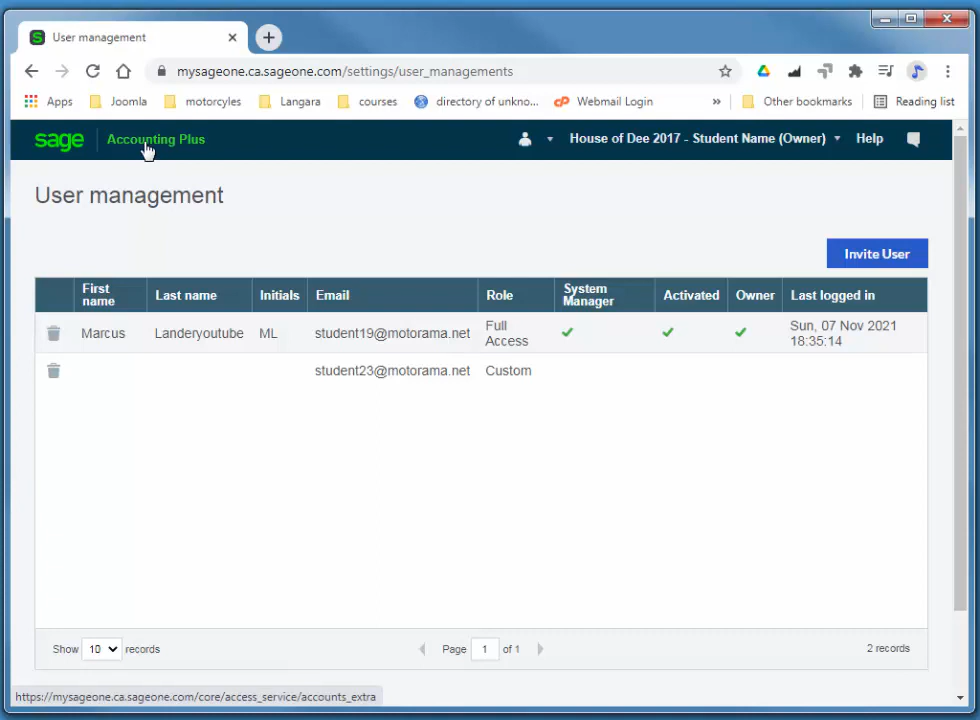 User management
mysageone.ca.sageone.com/settings/user_managements
Apps Joomla motorcyles Langara courses directory of unkno... Webmail Login » Other bookmarks Reading list
sage Accounting Plus House of Dee 2017 - Student Name (Owner) Help
User management
Invite User
First name Last name Initials Email Role System Manager Activated Owner Last logged in
Marcus Landeryoutube ML student19@motorama.net Full Access Sun, 07 Nov 2021 18:35:14
student23@motorama.net Custom
Show 10 records Page 1 of 1 2 records
https://mysageone.ca.sageone.com/core/access_service/accounts_extra